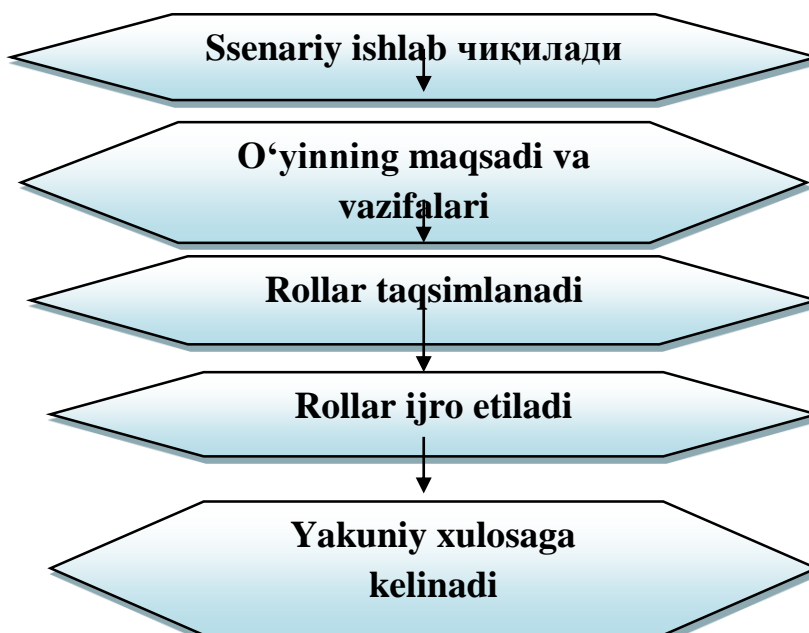 Ssenariy ishlab чиқилади
O‘yinning maqsadi va
vazifalari
Rollar taqsimlanadi
Rollar ijro etiladi
Yakuniy xulosaga
kelinadi